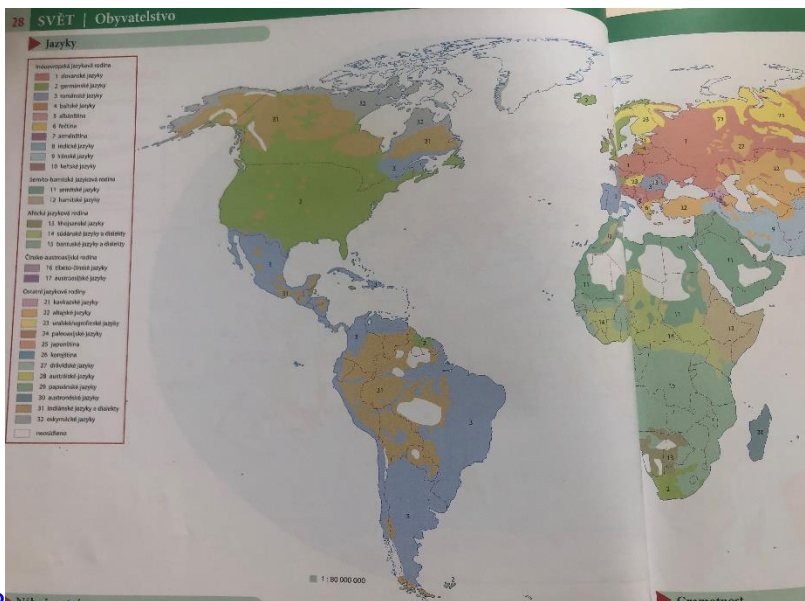 28 SVĚT | Obyvatelstvo
Jazyky
Indoevropská jazyková rodina
1 slovanské jazyky
2 germánské jazyky
3 románské jazyky
4 baltské jazyky
5 albánština
6 řečtina
7 arménština
8 indické jazyky
9 íránské jazyky
10 keltské jazyky
Semito-hamitská jazyková rodina
11 semitské jazyky
12 hamitské jazyky
Africká jazyková rodina
13 khojsanské jazyky
14 súdánské jazyky a dialekty
15 bantuské jazyky a dialekty
jazyková rodina
16 tibeto-čínské jazyky
17 austroasijské jazyky
Ostatní jazykové rodiny
21 kavkazské jazyky
22 altajské jazyky
23 uralské/ugrofinské jazyky
24 paleoasijské jazyky
25 japonština
26 korejština
27 drávidské jazyky
28 australské jazyky
29 papuánské jazyky
30 austronéské jazyky
31 indiánské jazyky a dialekty
32 eskymácké jazyky
neosídleno
1 : 80 000 000
Gramotnost